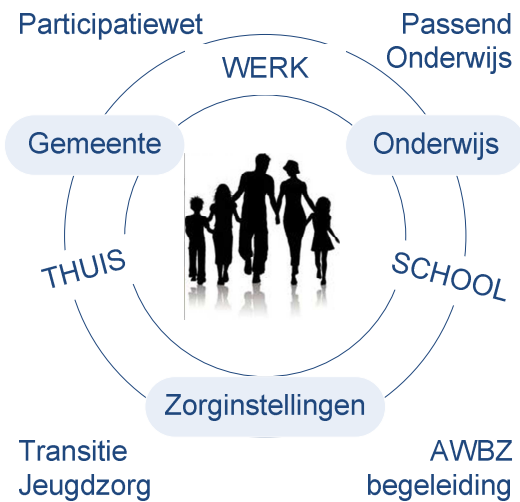 Participatiewet
Passend
Onderwijs
WERK
Gemeente
Onderwijs
THUIS
SCHOOL
Zorginstellingen
Transitie
Jeugdzorg
AWBZ
begeleiding